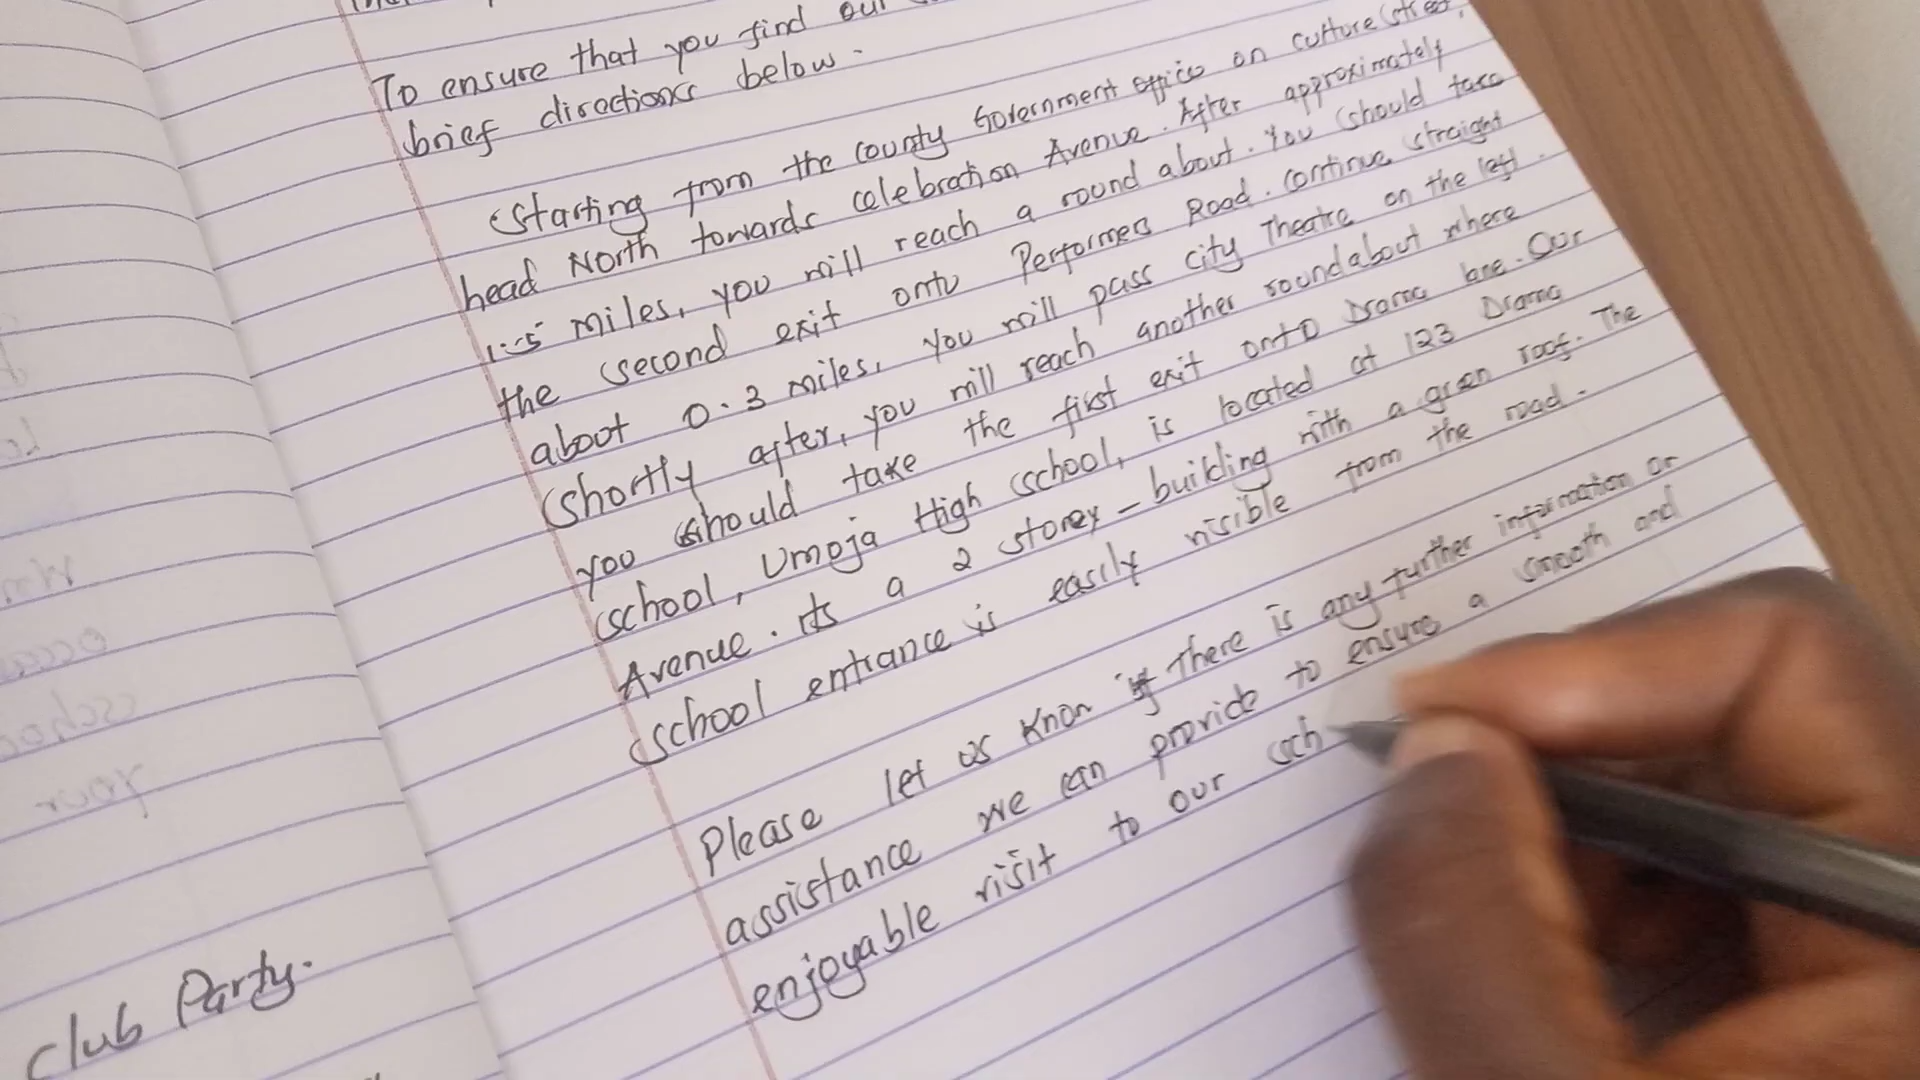 To ensure that you find our
brief directions below.
Starting from the county Government office on culture street,
head North towards celebration Avenue. After approximately
1.5 miles, you will reach a round about. You should take
the second exit onto Performers Road. continue straight
about 0.3 miles, you will pass city Theatre on the left.
Shortly after, you will reach another roundabout where
you should take the first exit onto Drama lane. Our
school, Umoja High school, is located at 123 Drama
Avenue. its a 2 storey-building with a green roof. The
school entrance is easily visible from the road.
Please let us know if there is any further information or
assistance we can provide to ensure a smooth and
enjoyable visit to our sch
club Party.